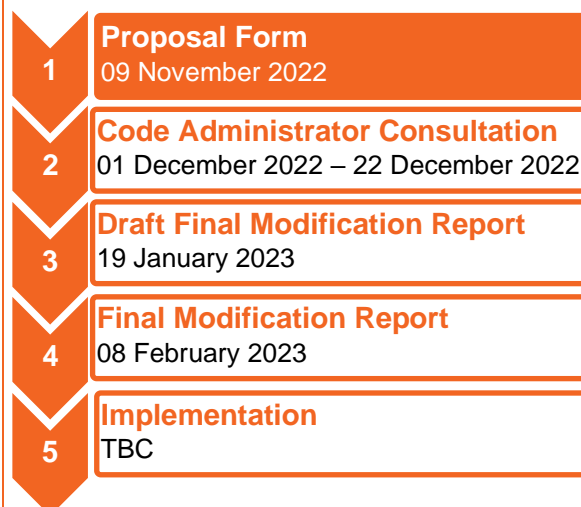 1
Proposal Form
09 November 2022
2
Code Administrator Consultation
01 December 2022 – 22 December 2022
3
Draft Final Modification Report
19 January 2023
4
Final Modification Report
08 February 2023
5
Implementation
TBC